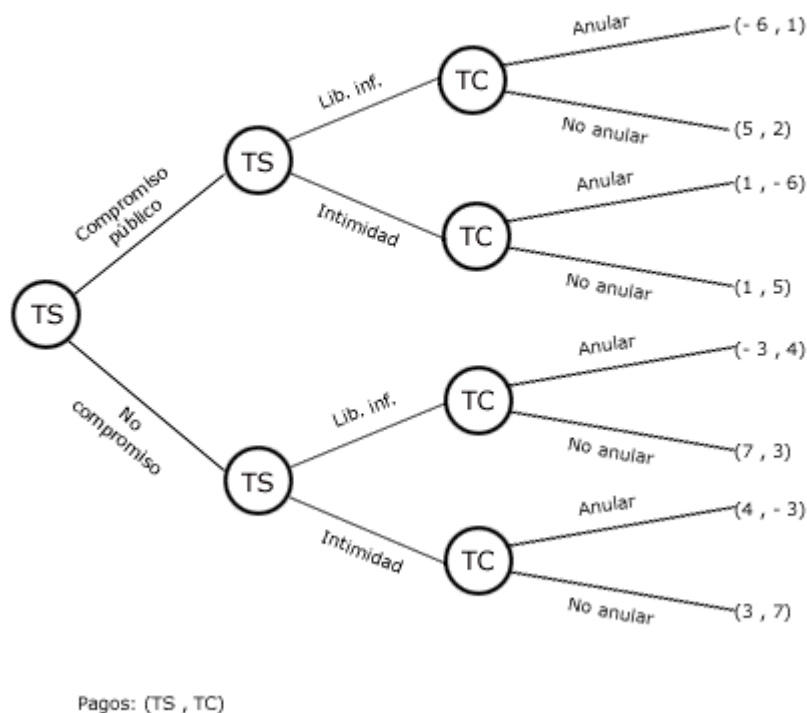 Anular
(- 6 , 1)
Lib. inf.
TC
No anular
(5 , 2)
TS
Compromiso
público
Anular
(1 , - 6)
Intimidad
TC
No anular
(1 , 5)
TS
Anular
(- 3 , 4)
No
compromiso
Lib. inf.
TC
No anular
(7 , 3)
TS
Anular
(4 , - 3)
Intimidad
TC
No anular
(3 , 7)
Pagos: (TS , TC)